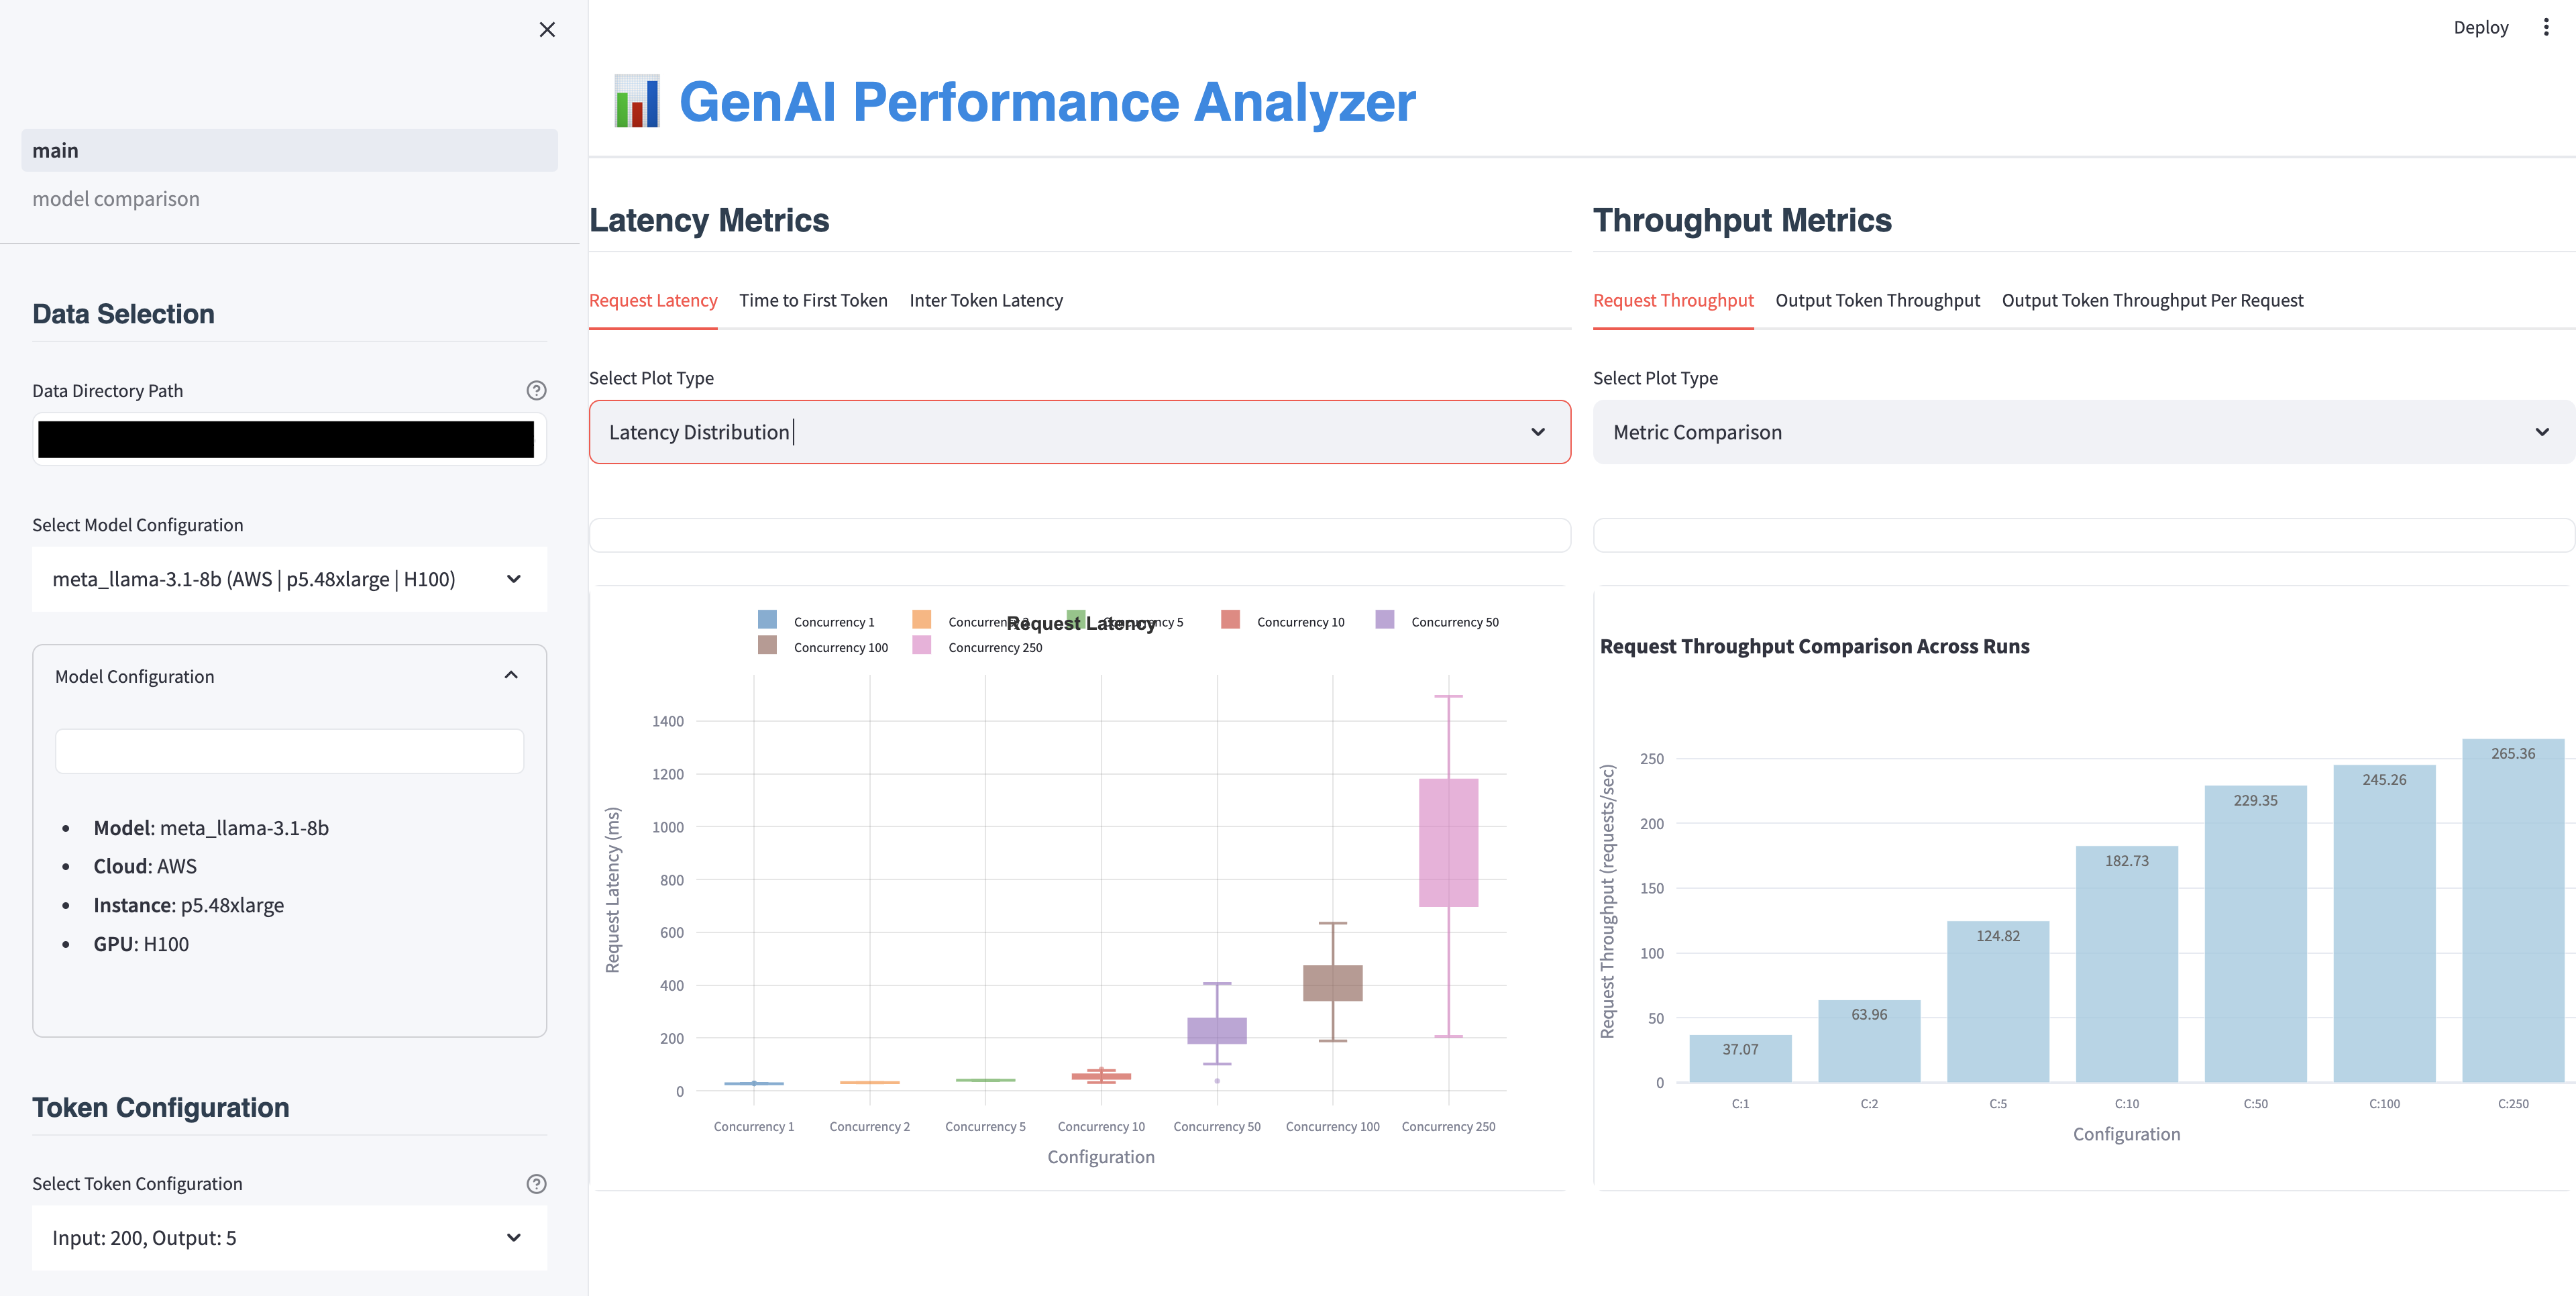 Deploy
main
model comparison
Data Selection
Data Directory Path
Select Model Configuration
meta_llama-3.1-8b (AWS | p5.48xlarge | H100)
Model Configuration
Model: meta_llama-3.1-8b
Cloud: AWS
Instance: p5.48xlarge
GPU: H100
Token Configuration
Select Token Configuration
Input: 200, Output: 5
GenAI Performance Analyzer
Latency Metrics
Request Latency Time to First Token Inter Token Latency
Select Plot Type
Latency Distribution
Concurrency 1 Concurrency 2 Concurrency 5 Concurrency 10 Concurrency 50
Request Latency
Concurrency 100 Concurrency 250
Request Latency (ms)
1400
1200
1000
800
600
400
200
0
Concurrency 1 Concurrency 2 Concurrency 5 Concurrency 10 Concurrency 50 Concurrency 100 Concurrency 250
Configuration
Throughput Metrics
Request Throughput Output Token Throughput Output Token Throughput Per Request
Select Plot Type
Metric Comparison
Request Throughput Comparison Across Runs
Request Throughput (requests/sec)
250
200
150
100
50
0
37.07
63.96
124.82
182.73
229.35
245.26
265.36
C:1 C:2 C:5 C:10 C:50 C:100 C:250
Configuration